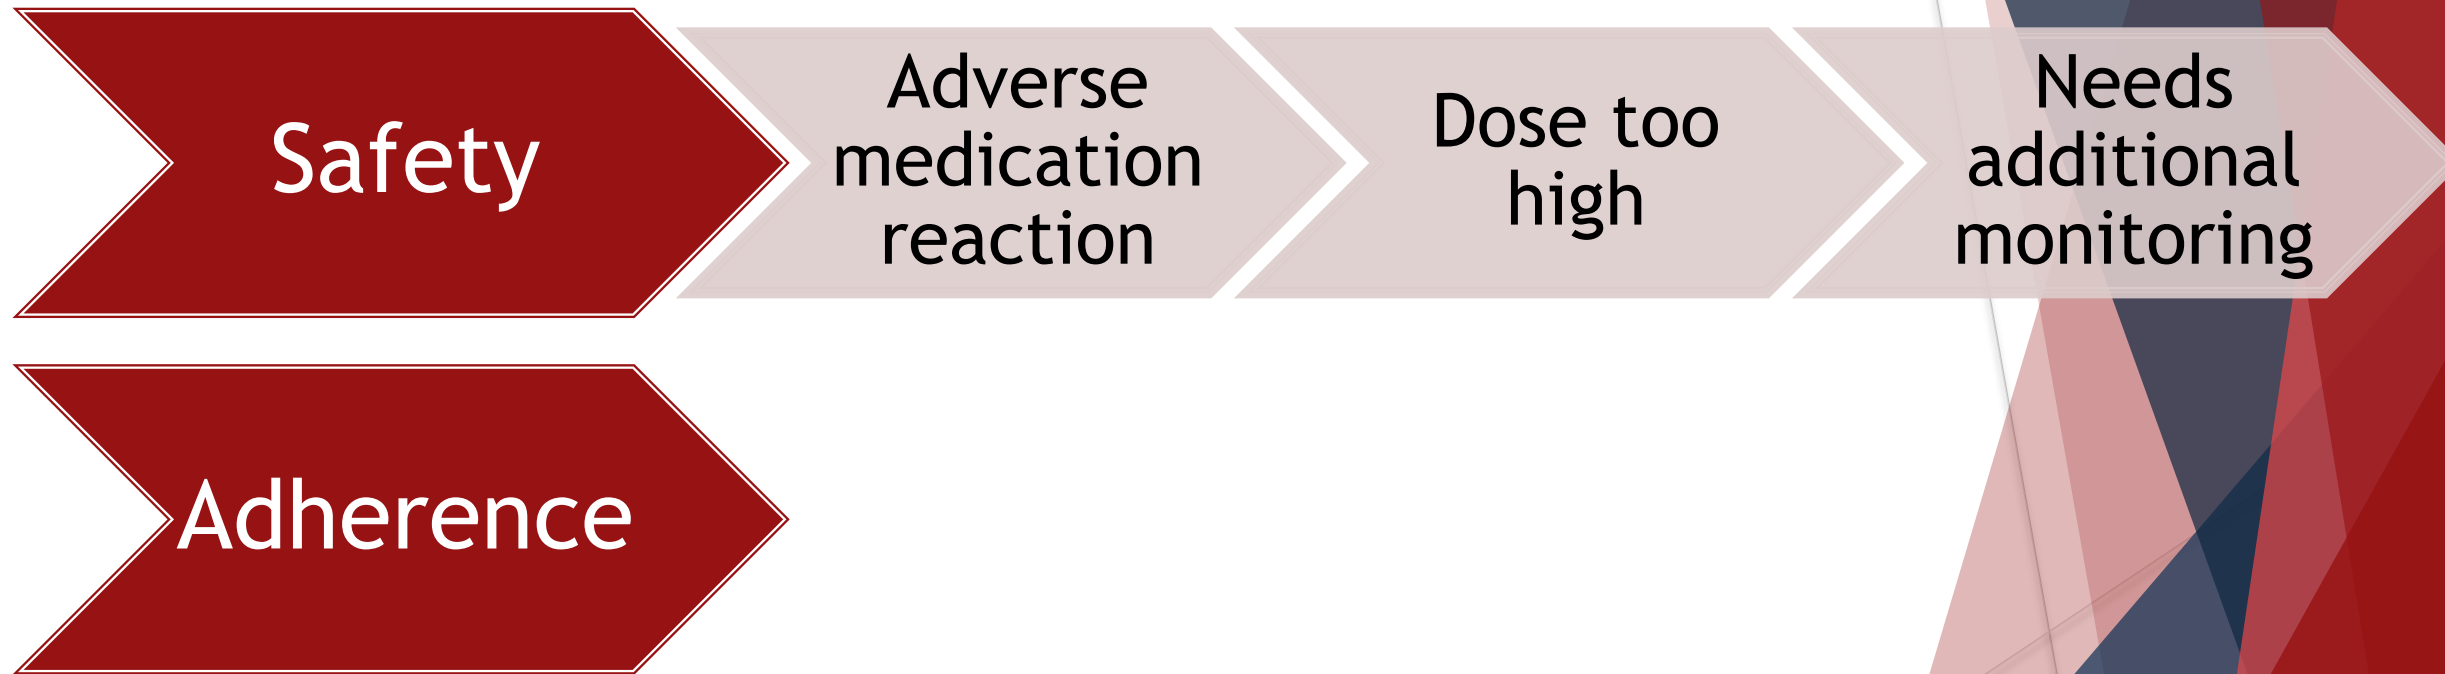 Safety
Adverse
medication
reaction
Dose too
high
Needs
additional
monitoring
Adherence